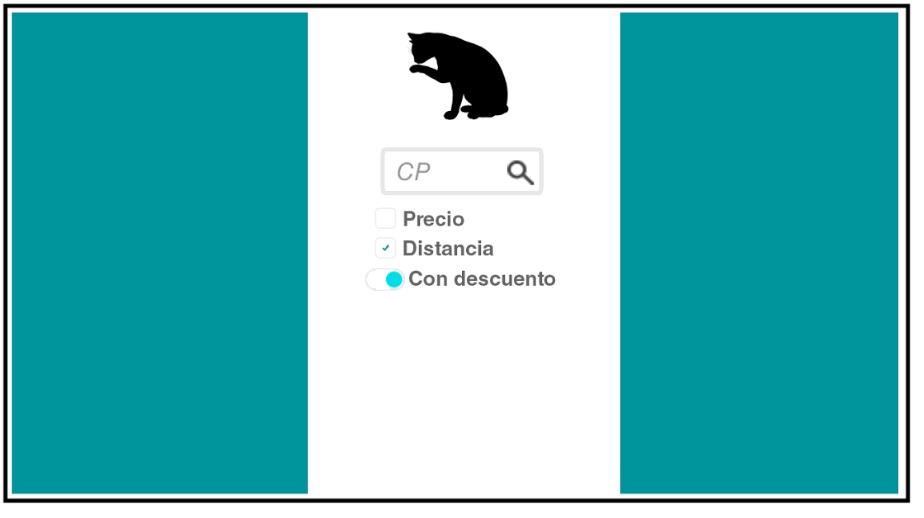 CP
Precio
Distancia
Con descuento